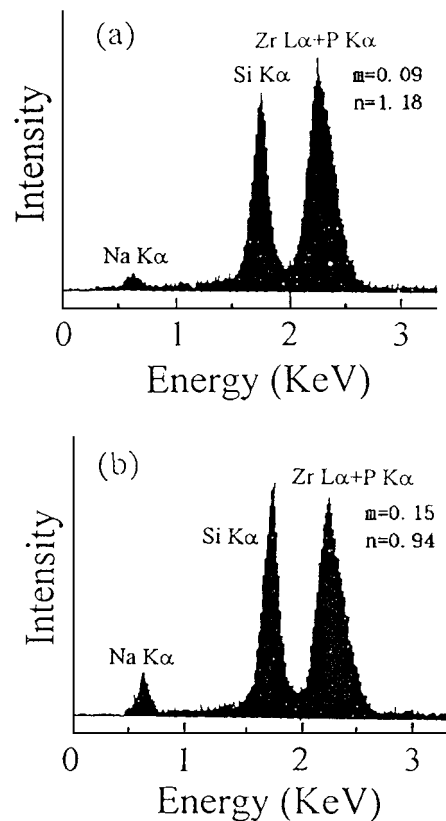 (a)
Zr Lα+P Kα
Si Kα
m=0.09
n=1.18
Na Kα
Intensity
0 1 2 3
Energy (KeV)
(b)
Zr Lα+P Kα
Si Kα
m=0.15
n=0.94
Na Kα
Intensity
0 1 2 3
Energy (KeV)